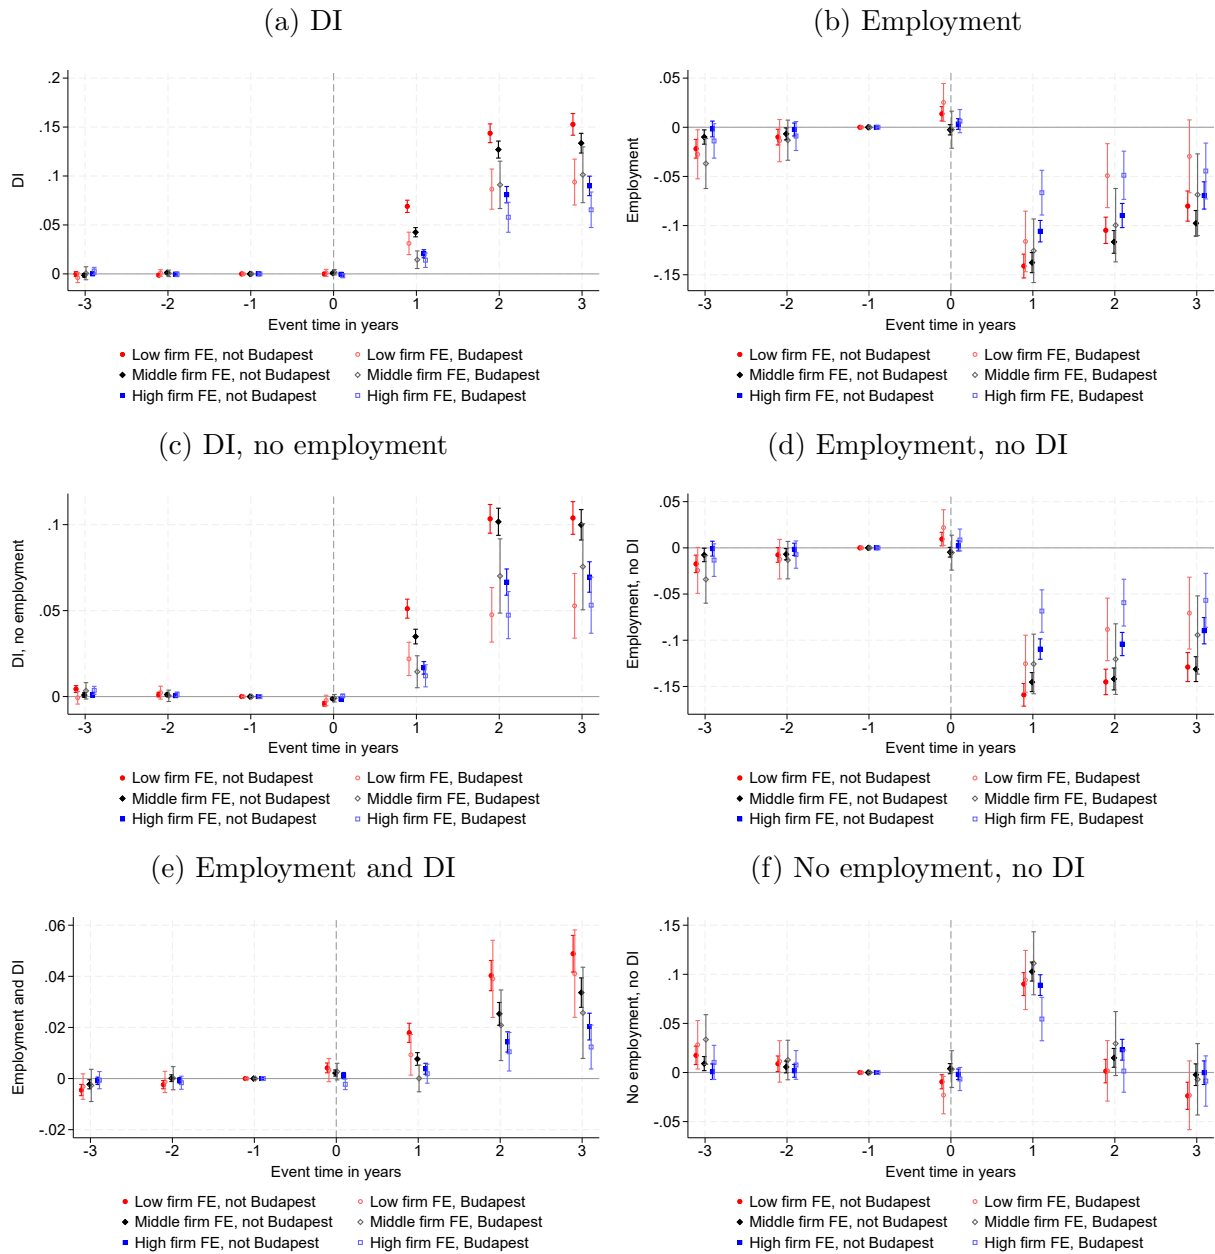 (a) DI
.2
.15
.1
.05
0
DI
-3 -2 -1 0 1 2 3
Event time in years
Low firm FE, not Budapest Low firm FE, Budapest
Middle firm FE, not Budapest Middle firm FE, Budapest
High firm FE, not Budapest High firm FE, Budapest
(b) Employment
.05
0
-.05
-.1
-.15
Employment
-3 -2 -1 0 1 2 3
Event time in years
Low firm FE, not Budapest Low firm FE, Budapest
Middle firm FE, not Budapest Middle firm FE, Budapest
High firm FE, not Budapest High firm FE, Budapest
(c) DI, no employment
.1
.05
0
DI, no employment
-3 -2 -1 0 1 2 3
Event time in years
Low firm FE, not Budapest Low firm FE, Budapest
Middle firm FE, not Budapest Middle firm FE, Budapest
High firm FE, not Budapest High firm FE, Budapest
(d) Employment, no DI
.05
0
-.05
-.1
-.15
Employment, no DI
-3 -2 -1 0 1 2 3
Event time in years
Low firm FE, not Budapest Low firm FE, Budapest
Middle firm FE, not Budapest Middle firm FE, Budapest
High firm FE, not Budapest High firm FE, Budapest
(e) Employment and DI
.06
.04
.02
0
-.02
Employment and DI
-3 -2 -1 0 1 2 3
Event time in years
Low firm FE, not Budapest Low firm FE, Budapest
Middle firm FE, not Budapest Middle firm FE, Budapest
High firm FE, not Budapest High firm FE, Budapest
(f) No employment, no DI
.15
.1
.05
0
-.05
No employment, no DI
-3 -2 -1 0 1 2 3
Event time in years
Low firm FE, not Budapest Low firm FE, Budapest
Middle firm FE, not Budapest Middle firm FE, Budapest
High firm FE, not Budapest High firm FE, Budapest